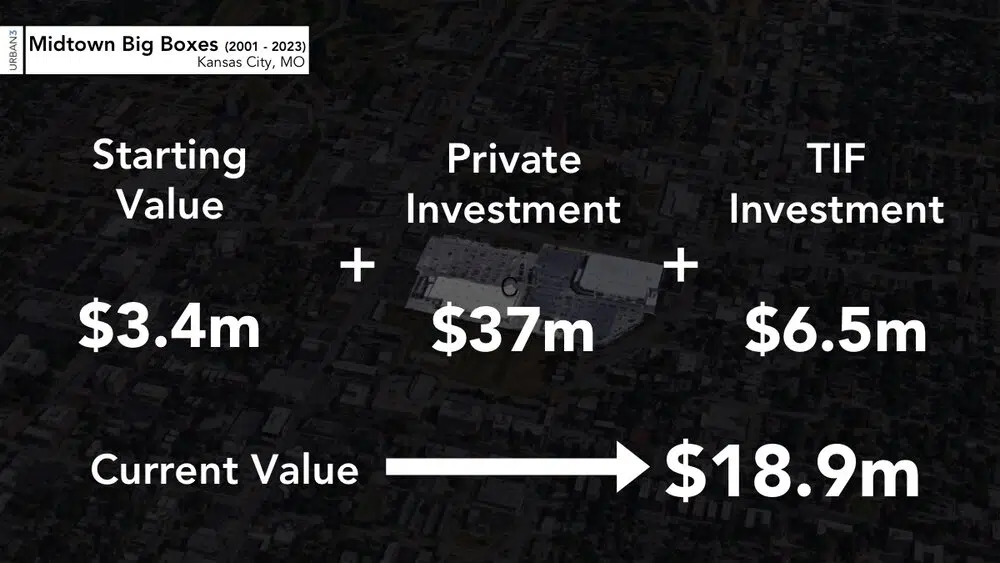 URBAN3
Midtown Big Boxes (2001 - 2023)
Kansas City, MO
Starting
Value
$3.4m
+
Private
Investment
$37m
+
TIF
Investment
$6.5m
Current Value
$18.9m